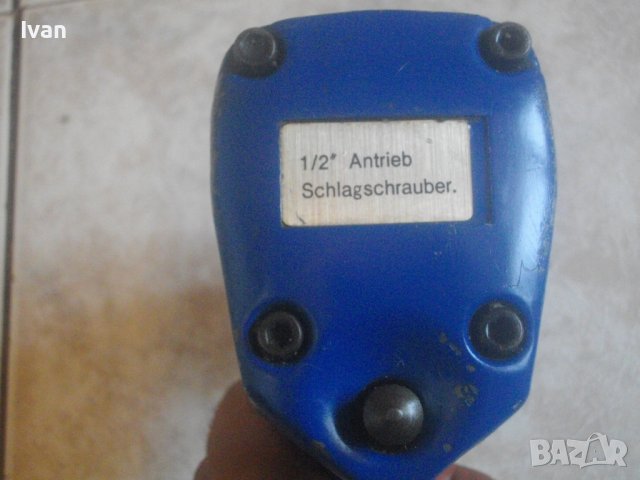 Ivan
1/2" Antrieb
Schlagschrauber.
BAZAR